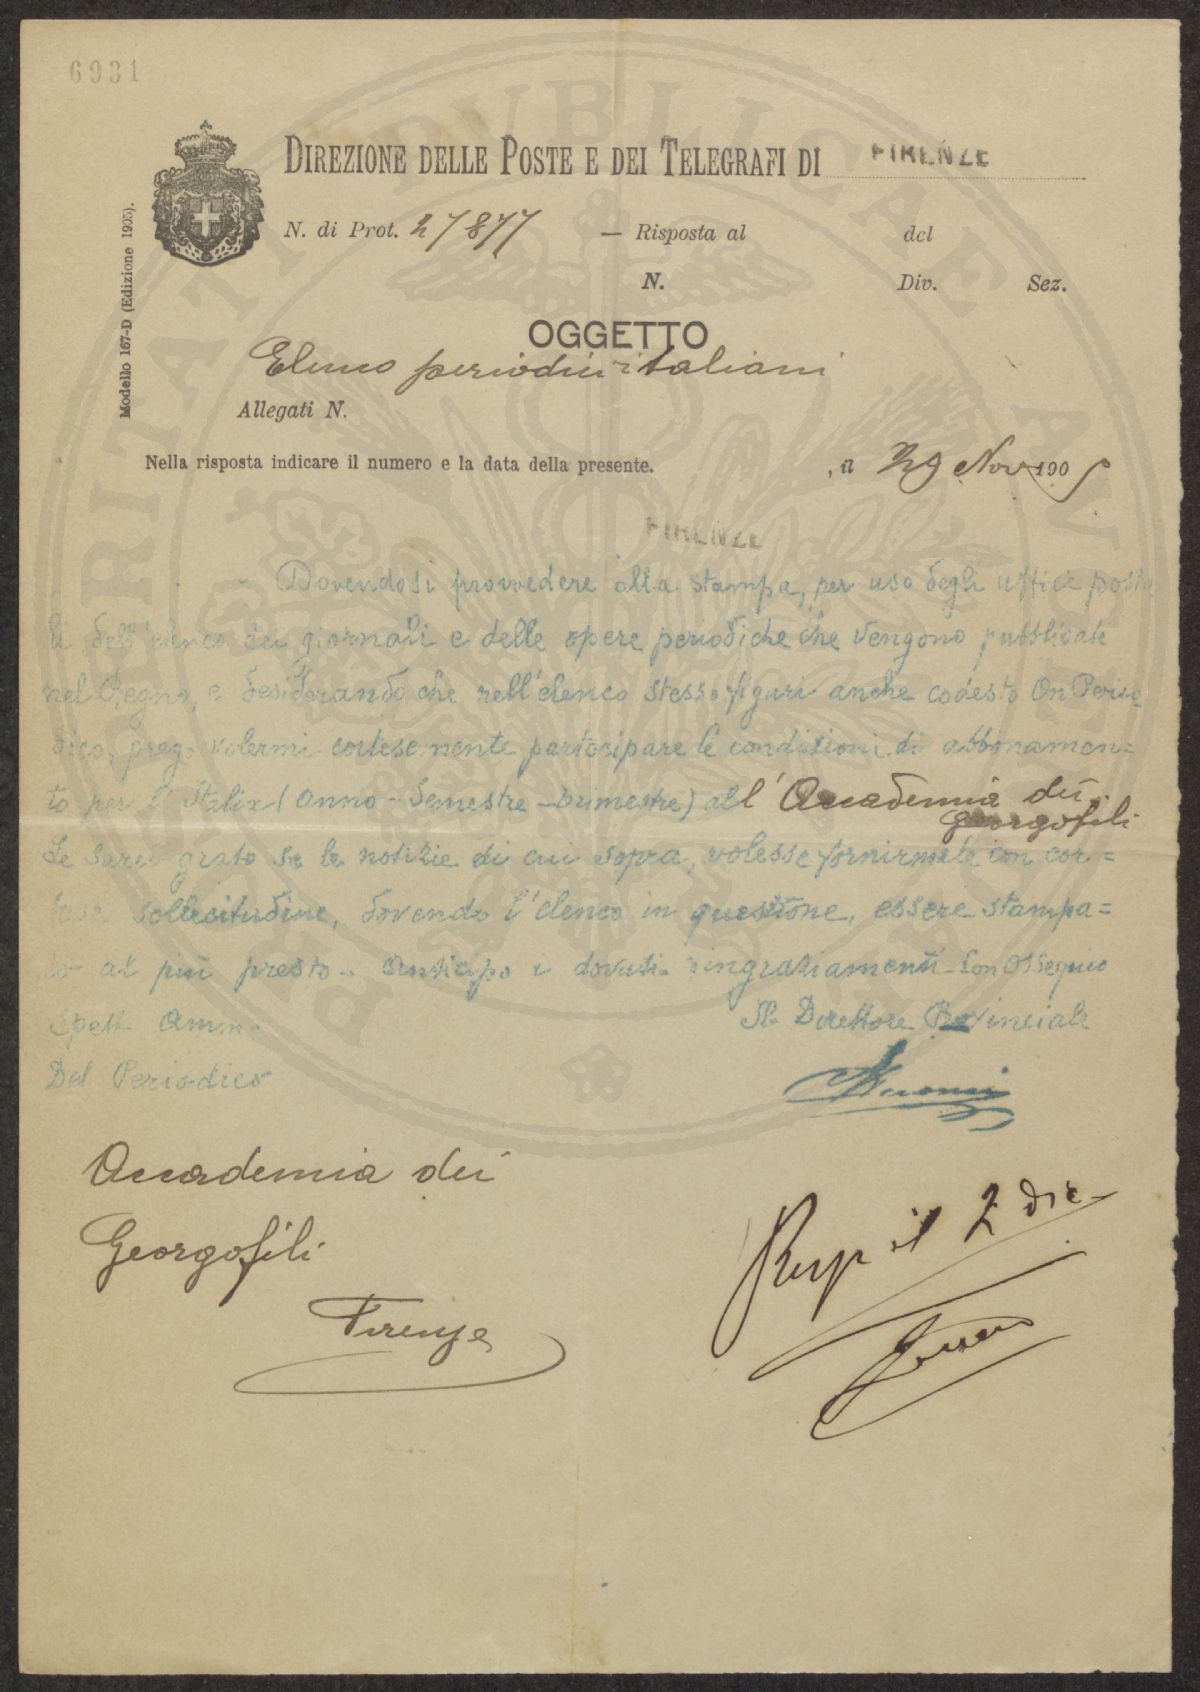 6931
DIREZIONE DELLE POSTE E DEI TELEGRAFI DI FIRENZE
N. di Prot. 27877 — Risposta al del
N. Div. Sez.
Modello 167-D (Edizione 1905).
OGGETTO
Elenco periodici italiani
Allegati N.
Nella risposta indicare il numero e la data della presente. , il 29 Nov 1905
FIRENZE
Dovendosi provvedere alla stampa, per uso degli uffici posta
li dell'elenco dei giornali e delle opere periodiche che vengono pubblicate
nel Regno, e desiderando che nell'elenco stesso figuri anche codesto On Perio
dico, prego volermi cortesemente partecipare le condizioni di abbonamen=
to per l'Italia (Anno - Semestre - Trimestre) all'Accademia dei
Georgofili
Le sarei grato se le notizie di cui sopra, volesse fornirmele con cor=
tese sollecitudine, dovendo l'elenco in questione, essere stampa=
to al più presto. Anticipo i dovuti ringraziamenti - Con Ossequio
Spett. Amm. Il Direttore Provinciale
Del Periodico
Accademia dei
Georgofili
Firenze
Risp il 2 dic